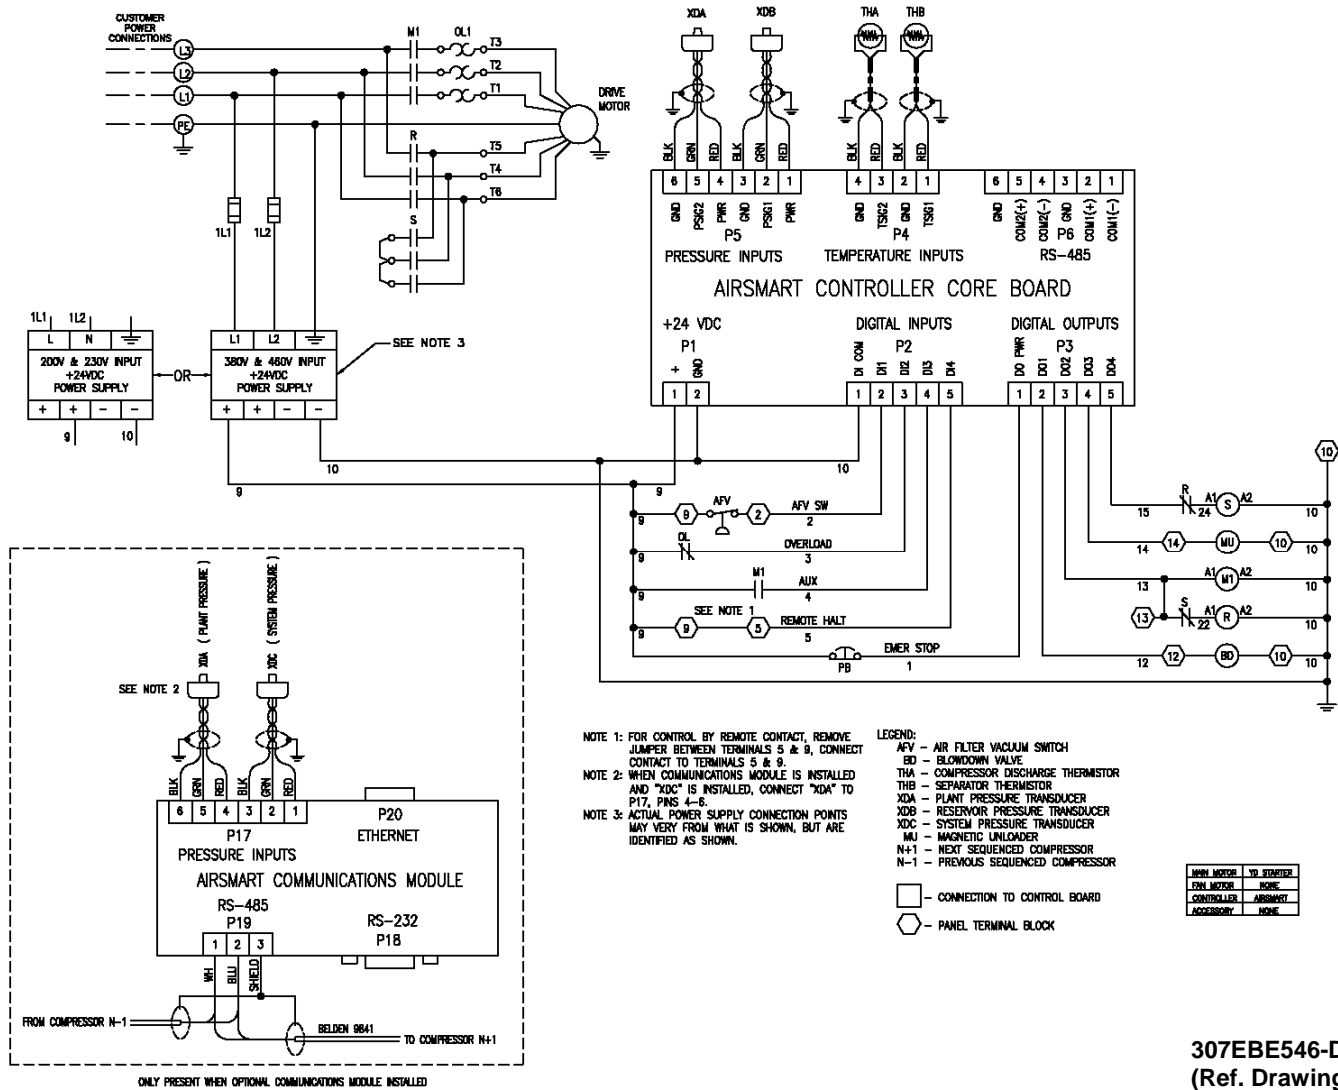 CUSTOMER
POWER
CONNECTIONS
L3
L2
L1
PE
M1
OL1
T3
T2
T1
DRIVE
MOTOR
R
T5
T4
T6
S
1L1
1L2
1L1
1L2
L
N
200V & 230V INPUT
+24VDC
POWER SUPPLY
+ + - -
9
10
OR
L1
L2
380V & 460V INPUT
+24VDC
POWER SUPPLY
+ + - -
SEE NOTE 3
9
10
XDA
XDB
THA
THB
BLK GRN RED BLK GRN RED
BLK RED BLK RED
6 5 4 3 2 1
4 3 2 1
6 5 4 3 2 1
GND PSIG2 PWR GND PSIG1 PWR
GND TSIG2 GND TSIG1
GND COM2(+) COM2(-) GND COM1(+) COM1(-)
P5
P4
P6
PRESSURE INPUTS
TEMPERATURE INPUTS
RS-485
AIRSMART CONTROLLER CORE BOARD
+24 VDC
DIGITAL INPUTS
DIGITAL OUTPUTS
P1
P2
P3
+ GND
DI COM DI1 DI2 DI3 DI4
DO PWR DO1 DO2 DO3 DO4
1 2
1 2 3 4 5
1 2 3 4 5
9
10
9
9
AFV
2
AFV SW
2
9
OL
OVERLOAD
3
9
M1
AUX
4
SEE NOTE 1
9
9
5
REMOTE HALT
5
PB
EMER STOP
1
10
15
R
24
A1
S
A2
10
14
14
MU
10
10
13
A1
M1
A2
10
13
S
22
A1
R
A2
10
12
12
BD
10
10
XDA ( PLANT PRESSURE )
XDC ( SYSTEM PRESSURE )
SEE NOTE 2
BLK GRN RED BLK GRN RED
6 5 4 3 2 1
P17
PRESSURE INPUTS
P20
ETHERNET
AIRSMART COMMUNICATIONS MODULE
RS-485
P19
RS-232
P18
1 2 3
WH BLU SHIELD
FROM COMPRESSOR N-1
BELDEN 9841
TO COMPRESSOR N+1
ONLY PRESENT WHEN OPTIONAL COMMUNICATIONS MODULE INSTALLED
NOTE 1: FOR CONTROL BY REMOTE CONTACT, REMOVE
JUMPER BETWEEN TERMINALS 5 & 9, CONNECT
CONTACT TO TERMINALS 5 & 9.
NOTE 2: WHEN COMMUNICATIONS MODULE IS INSTALLED
AND "XDC" IS INSTALLED, CONNECT "XDA" TO
P17, PINS 4-6.
NOTE 3: ACTUAL POWER SUPPLY CONNECTION POINTS
MAY VERY FROM WHAT IS SHOWN, BUT ARE
IDENTIFIED AS SHOWN.
LEGEND:
AFV - AIR FILTER VACUUM SWITCH
BD - BLOWDOWN VALVE
THA - COMPRESSOR DISCHARGE THERMISTOR
THB - SEPARATOR THERMISTOR
XDA - PLANT PRESSURE TRANSDUCER
XDB - RESERVOIR PRESSURE TRANSDUCER
XDC - SYSTEM PRESSURE TRANSDUCER
MU - MAGNETIC UNLOADER
N+1 - NEXT SEQUENCED COMPRESSOR
N-1 - PREVIOUS SEQUENCED COMPRESSOR
- CONNECTION TO CONTROL BOARD
- PANEL TERMINAL BLOCK
MAIN MOTOR YD STARTER
FAN MOTOR NONE
CONTROLLER AIRSMART
ACCESSORY NONE
307EBE546-D
(Ref. Drawing